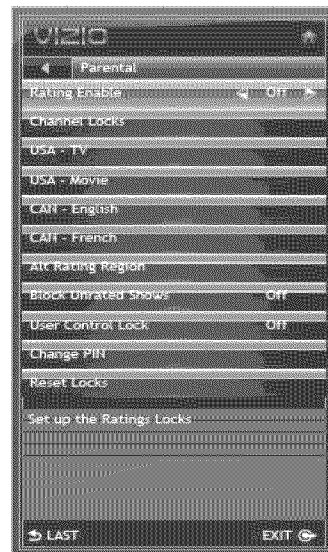 VIZIO
Parental
Rating Enable Off
Channel Locks
USA - TV
USA - Movie
CAN - English
CAN - French
Alt Rating Region
Block Unrated Shows Off
User Control Lock Off
Change PIN
Reset Locks
Set up the Ratings Locks
LAST EXIT